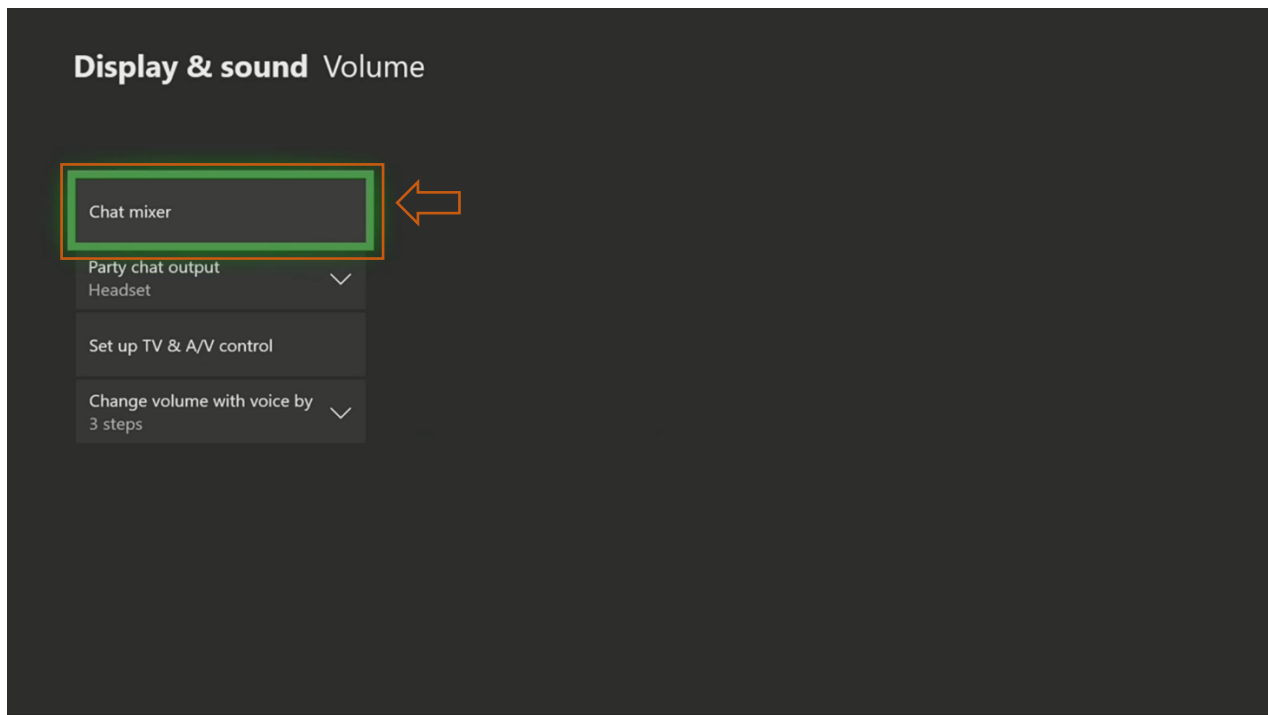 Display & sound Volume
Chat mixer
Party chat output
Headset
Set up TV & A/V control
Change volume with voice by
3 steps